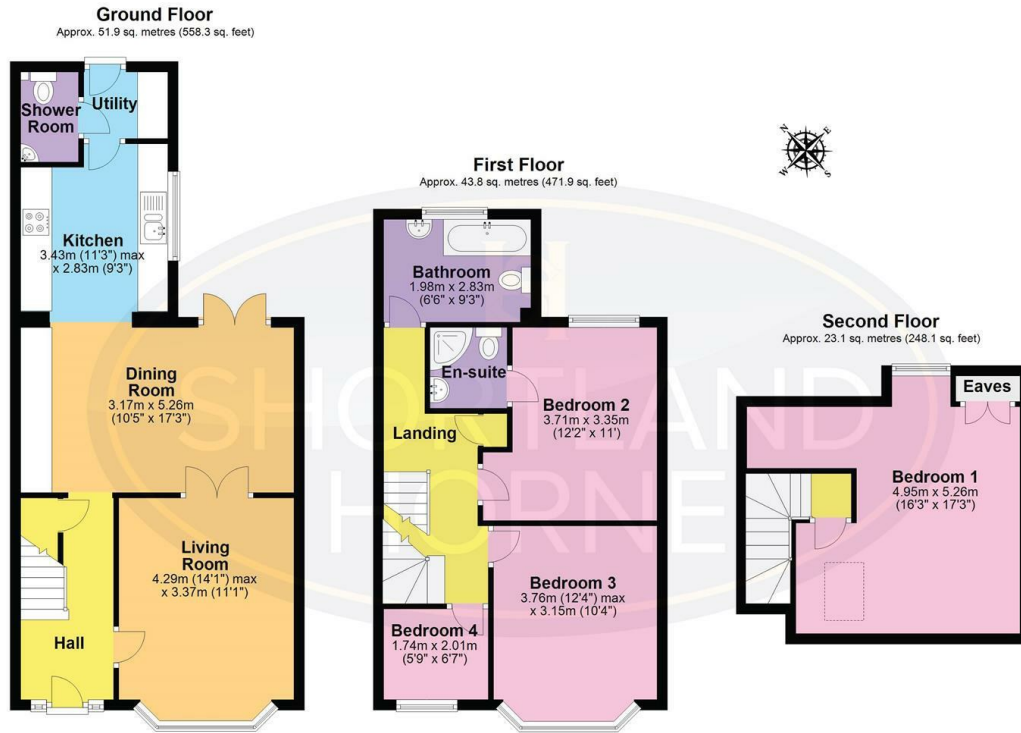 Ground Floor
Approx. 51.9 sq. metres (558.3 sq. feet)
Shower
Room
Utility
Kitchen
3.43m (11'3") max
x 2.83m (9'3")
Dining
Room
3.17m x 5.26m
(10'5" x 17'3")
Living
Room
4.29m (14'1") max
x 3.37m (11'1")
Hall
First Floor
Approx. 43.8 sq. metres (471.9 sq. feet)
Bathroom
1.98m x 2.83m
(6'6" x 9'3")
En-suite
Landing
Bedroom 2
3.71m x 3.35m
(12'2" x 11')
Bedroom 3
3.76m (12'4") max
x 3.15m (10'4")
Bedroom 4
1.74m x 2.01m
(5'9" x 6'7")
N
E
W
S
Second Floor
Approx. 23.1 sq. metres (248.1 sq. feet)
Eaves
Bedroom 1
4.95m x 5.26m
(16'3" x 17'3")
SHORTLAND
HORNE